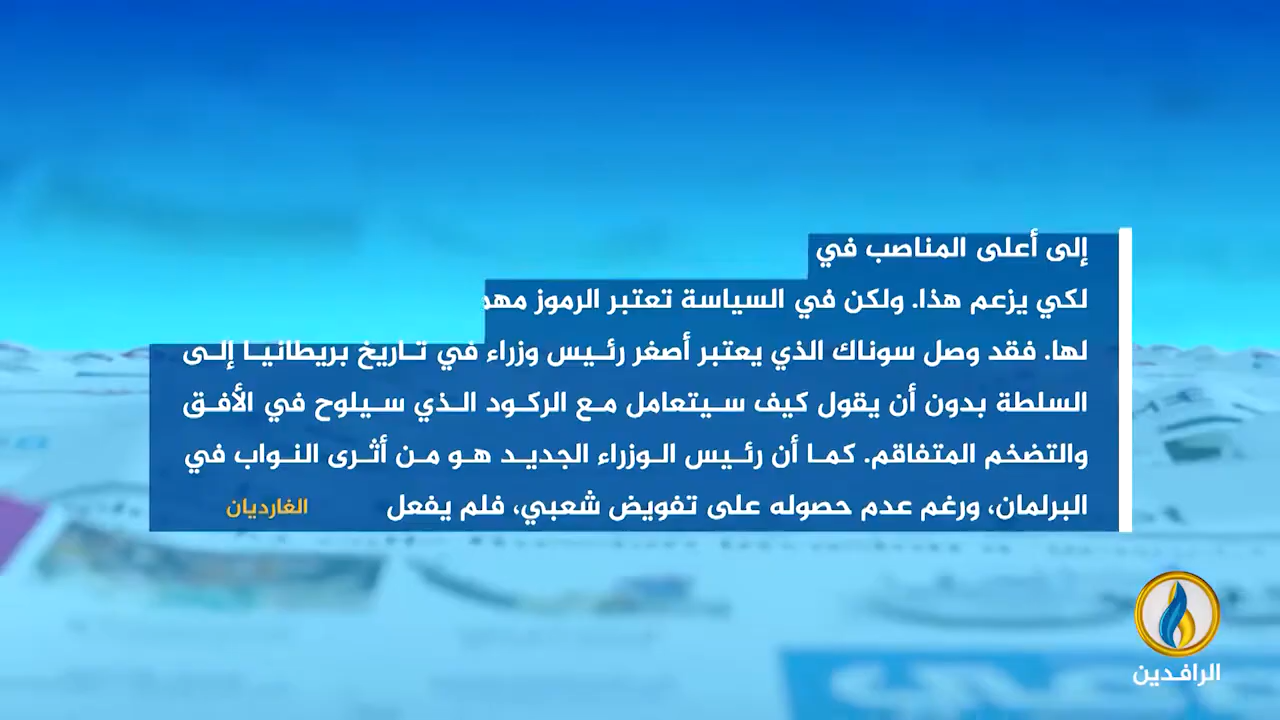 إلى أعلى المناصب في
لكي يزعم هذا. ولكن في السياسة تعتبر الرموز
لها. فقد وصل سوناك الذي يعتبر أصغر رئيس وزراء في تاريخ بريطانيا إلى
السلطة بدون أن يقول كيف سيتعامل مع الركود الذي سيلوح في الأفق
والتضخم المتفاقم. كما أن رئيس الوزراء الجديد هو من أثرى النواب في
البرلمان، ورغم عدم حصوله على تفويض شعبي، فلم يفعل
الغارديان
الرافدين